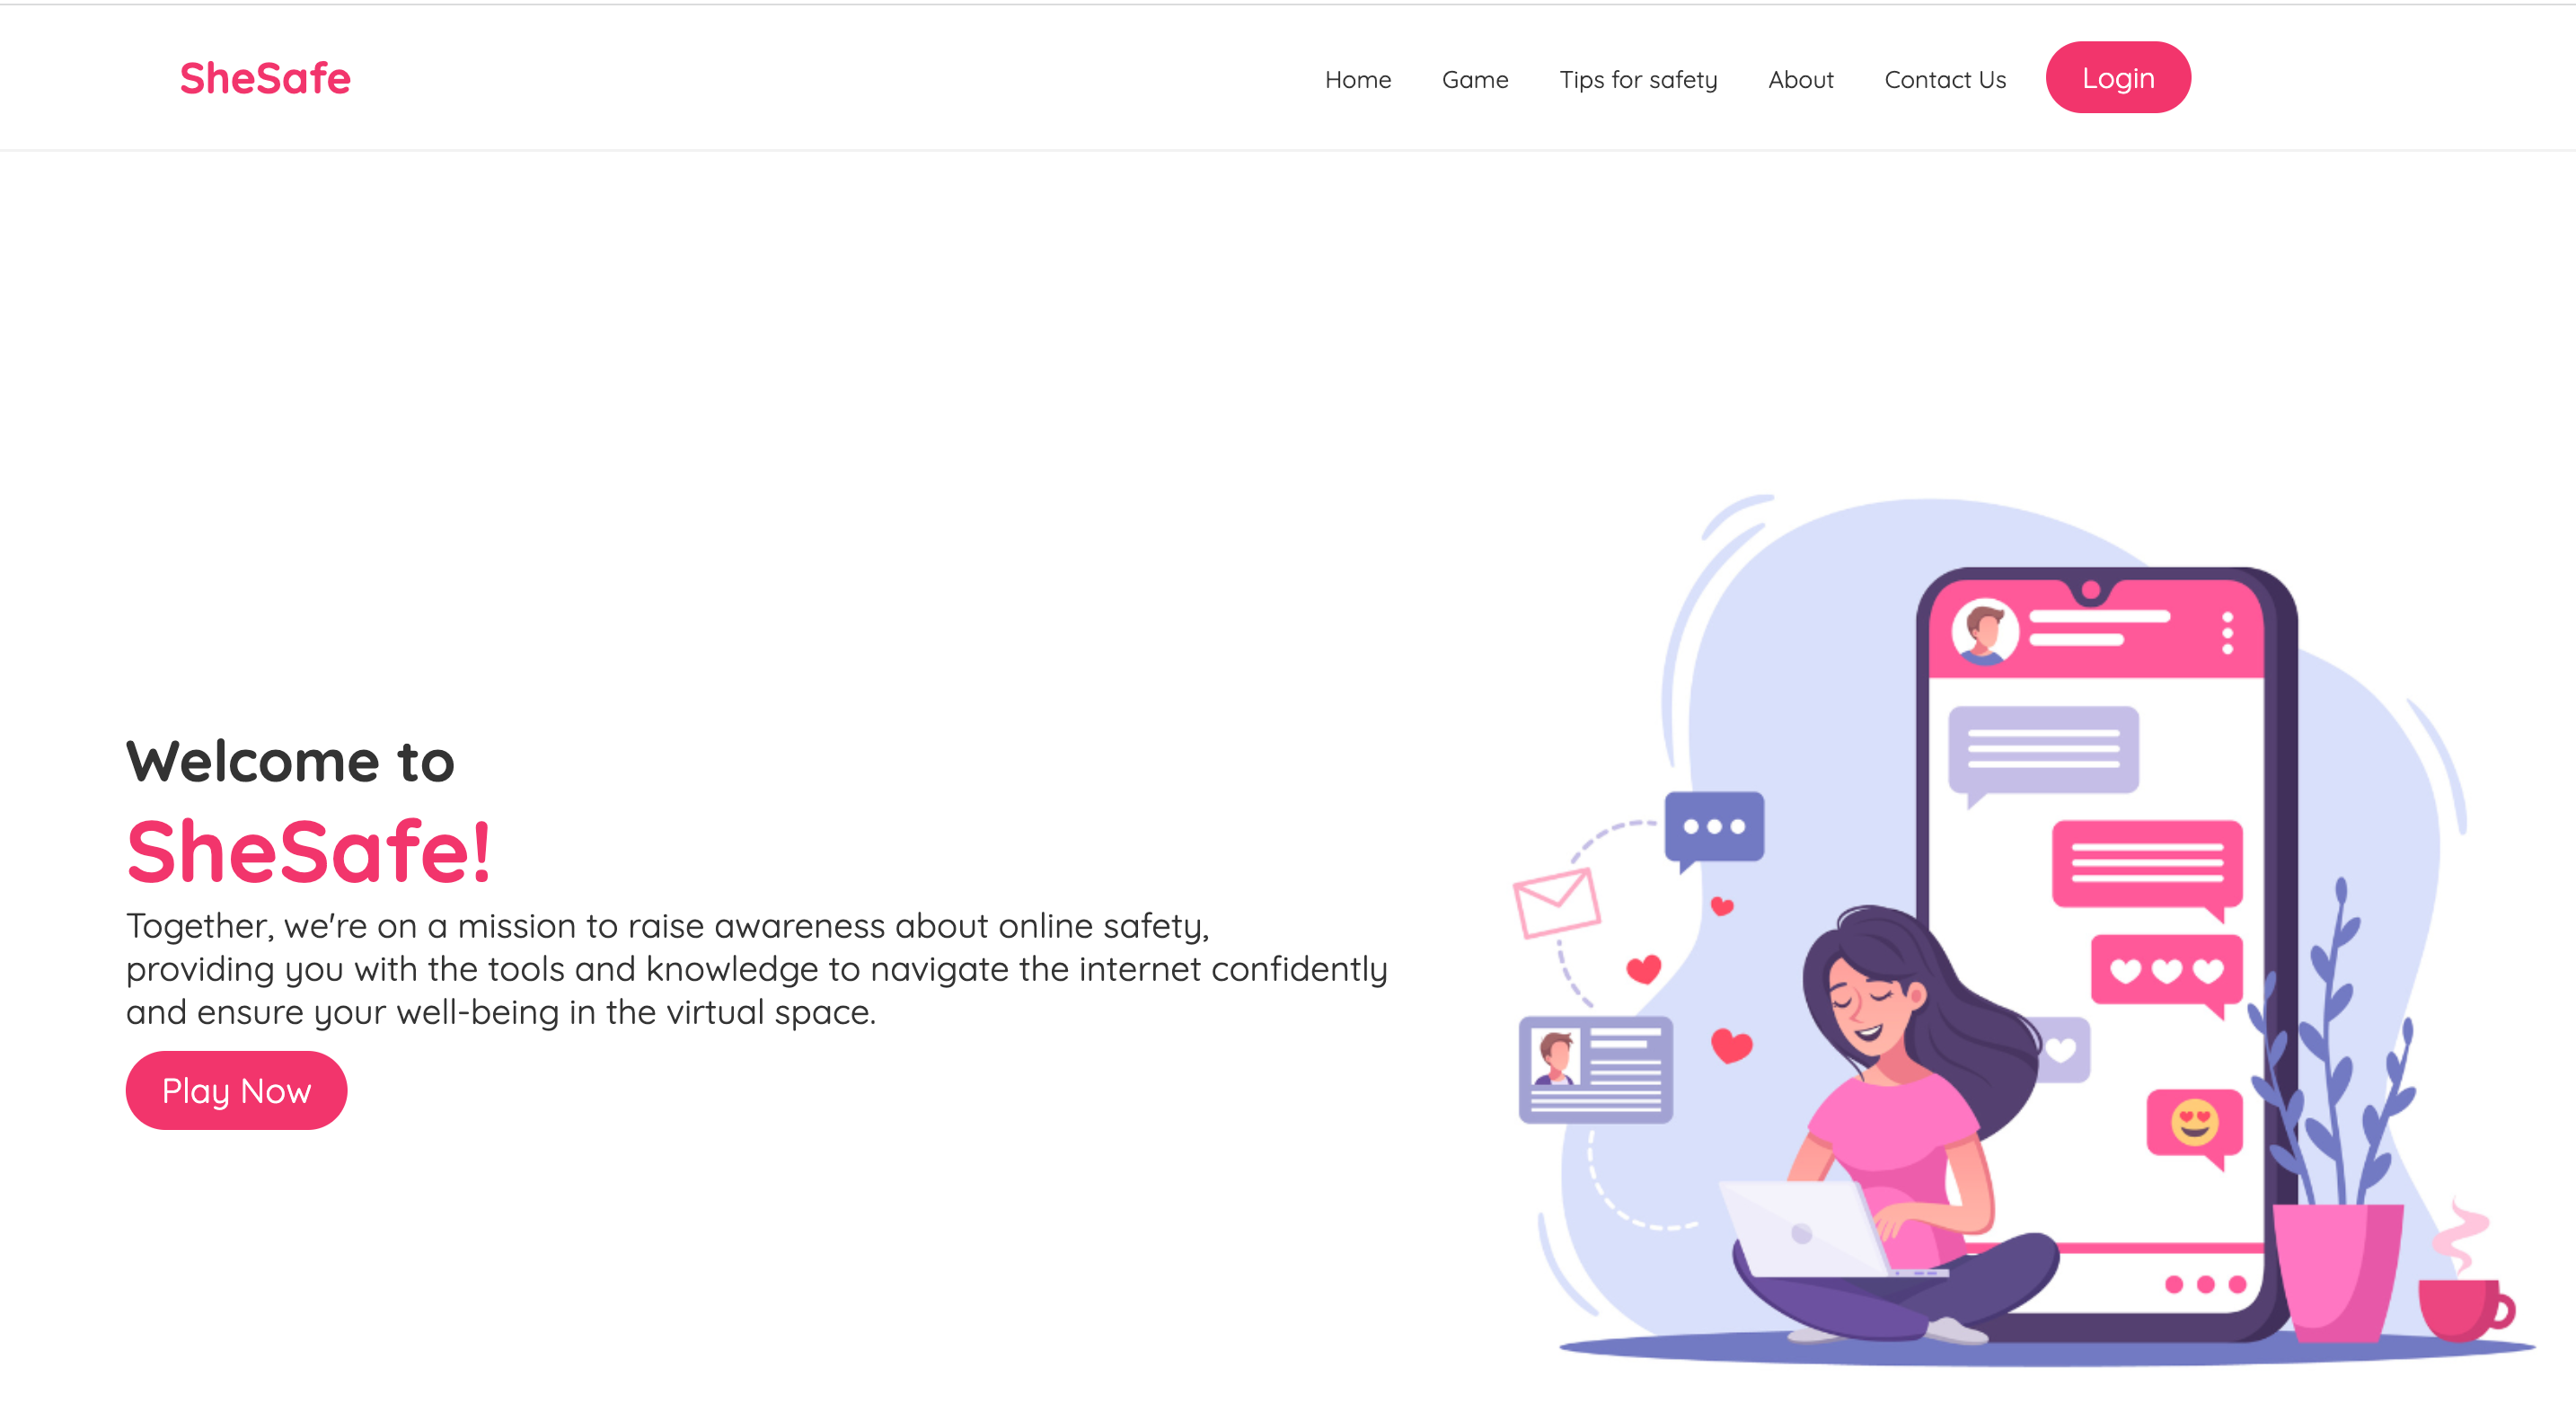 SheSafe
Home Game Tips for safety About Contact Us Login
Welcome to
SheSafe!
Together, we're on a mission to raise awareness about online safety,
providing you with the tools and knowledge to navigate the internet confidently
and ensure your well-being in the virtual space.
Play Now